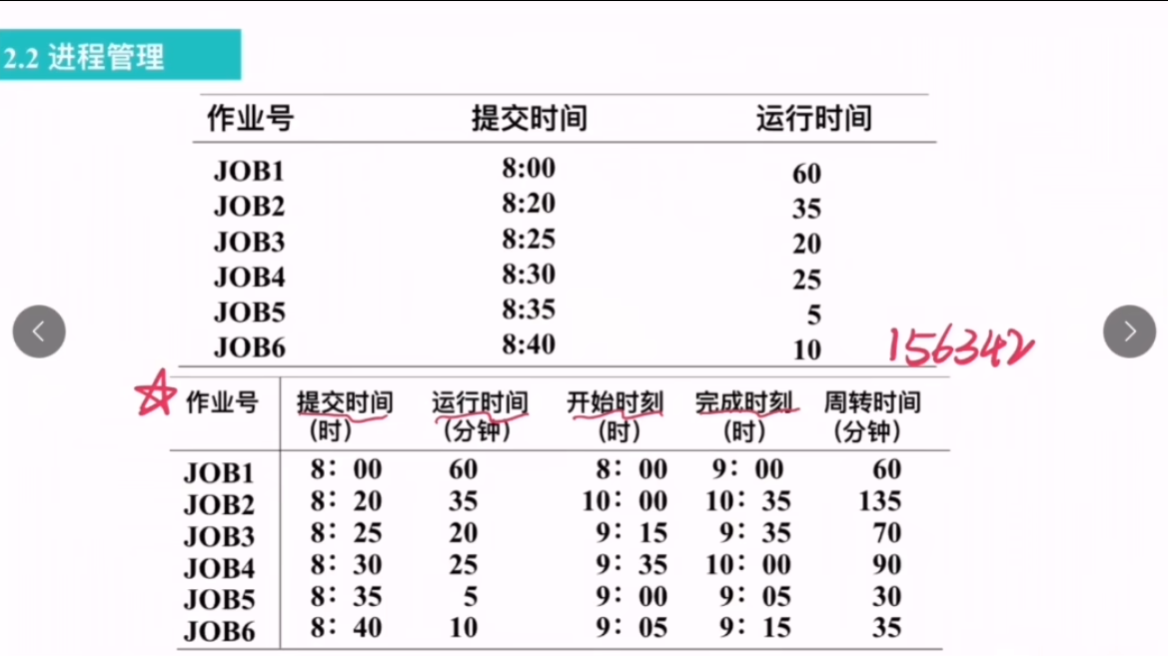 2.2 进程管理
作业号 提交时间 运行时间
JOB1 8:00 60
JOB2 8:20 35
JOB3 8:25 20
JOB4 8:30 25
JOB5 8:35 5
JOB6 8:40 10
156342
作业号 提交时间 运行时间 开始时刻 完成时刻 周转时间
(时) (分钟) (时) (时) (分钟)
JOB1 8：00 60 8：00 9：00 60
JOB2 8：20 35 10：00 10：35 135
JOB3 8：25 20 9：15 9：35 70
JOB4 8：30 25 9：35 10：00 90
JOB5 8：35 5 9：00 9：05 30
JOB6 8：40 10 9：05 9：15 35